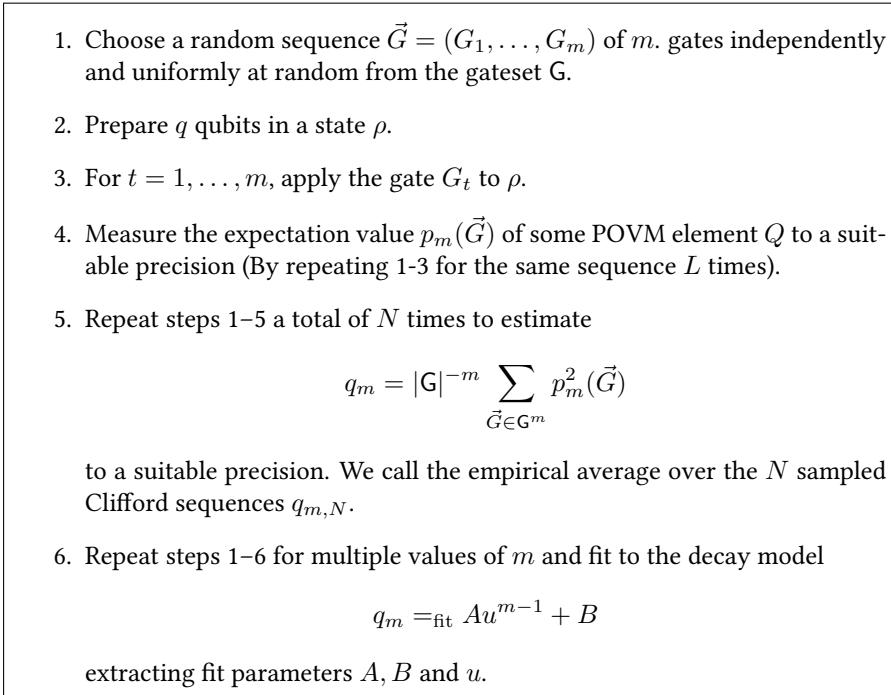 1. Choose a random sequence $\vec{G} = (G_1, \ldots, G_m)$ of $m$. gates independently
and uniformly at random from the gateset $\mathsf{G}$.
2. Prepare $q$ qubits in a state $\rho$.
3. For $t = 1, \ldots, m$, apply the gate $G_t$ to $\rho$.
4. Measure the expectation value $p_m(\vec{G})$ of some POVM element $Q$ to a suit-
able precision (By repeating 1-3 for the same sequence $L$ times).
5. Repeat steps 1–5 a total of $N$ times to estimate
$q_m = |\mathsf{G}|^{-m} \sum_{\vec{G} \in \mathsf{G}^m} p_m^2(\vec{G})$
to a suitable precision. We call the empirical average over the $N$ sampled
Clifford sequences $q_{m,N}$.
6. Repeat steps 1–6 for multiple values of $m$ and fit to the decay model
$q_m =_{\text{fit}} Au^{m-1} + B$
extracting fit parameters $A, B$ and $u$.